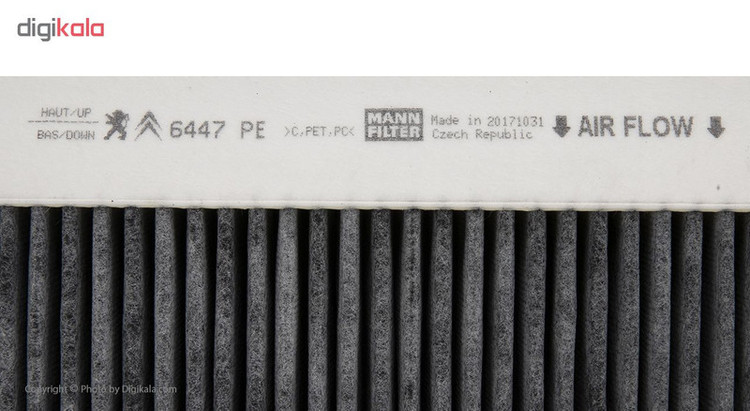 digikala
HAUT/UP
BAS/DOWN
6447 PE
>C,PET,PC<
MANN
FILTER
Made in 20171031
Czech Republic
AIR FLOW
Copyright © Photo by Digikala.com